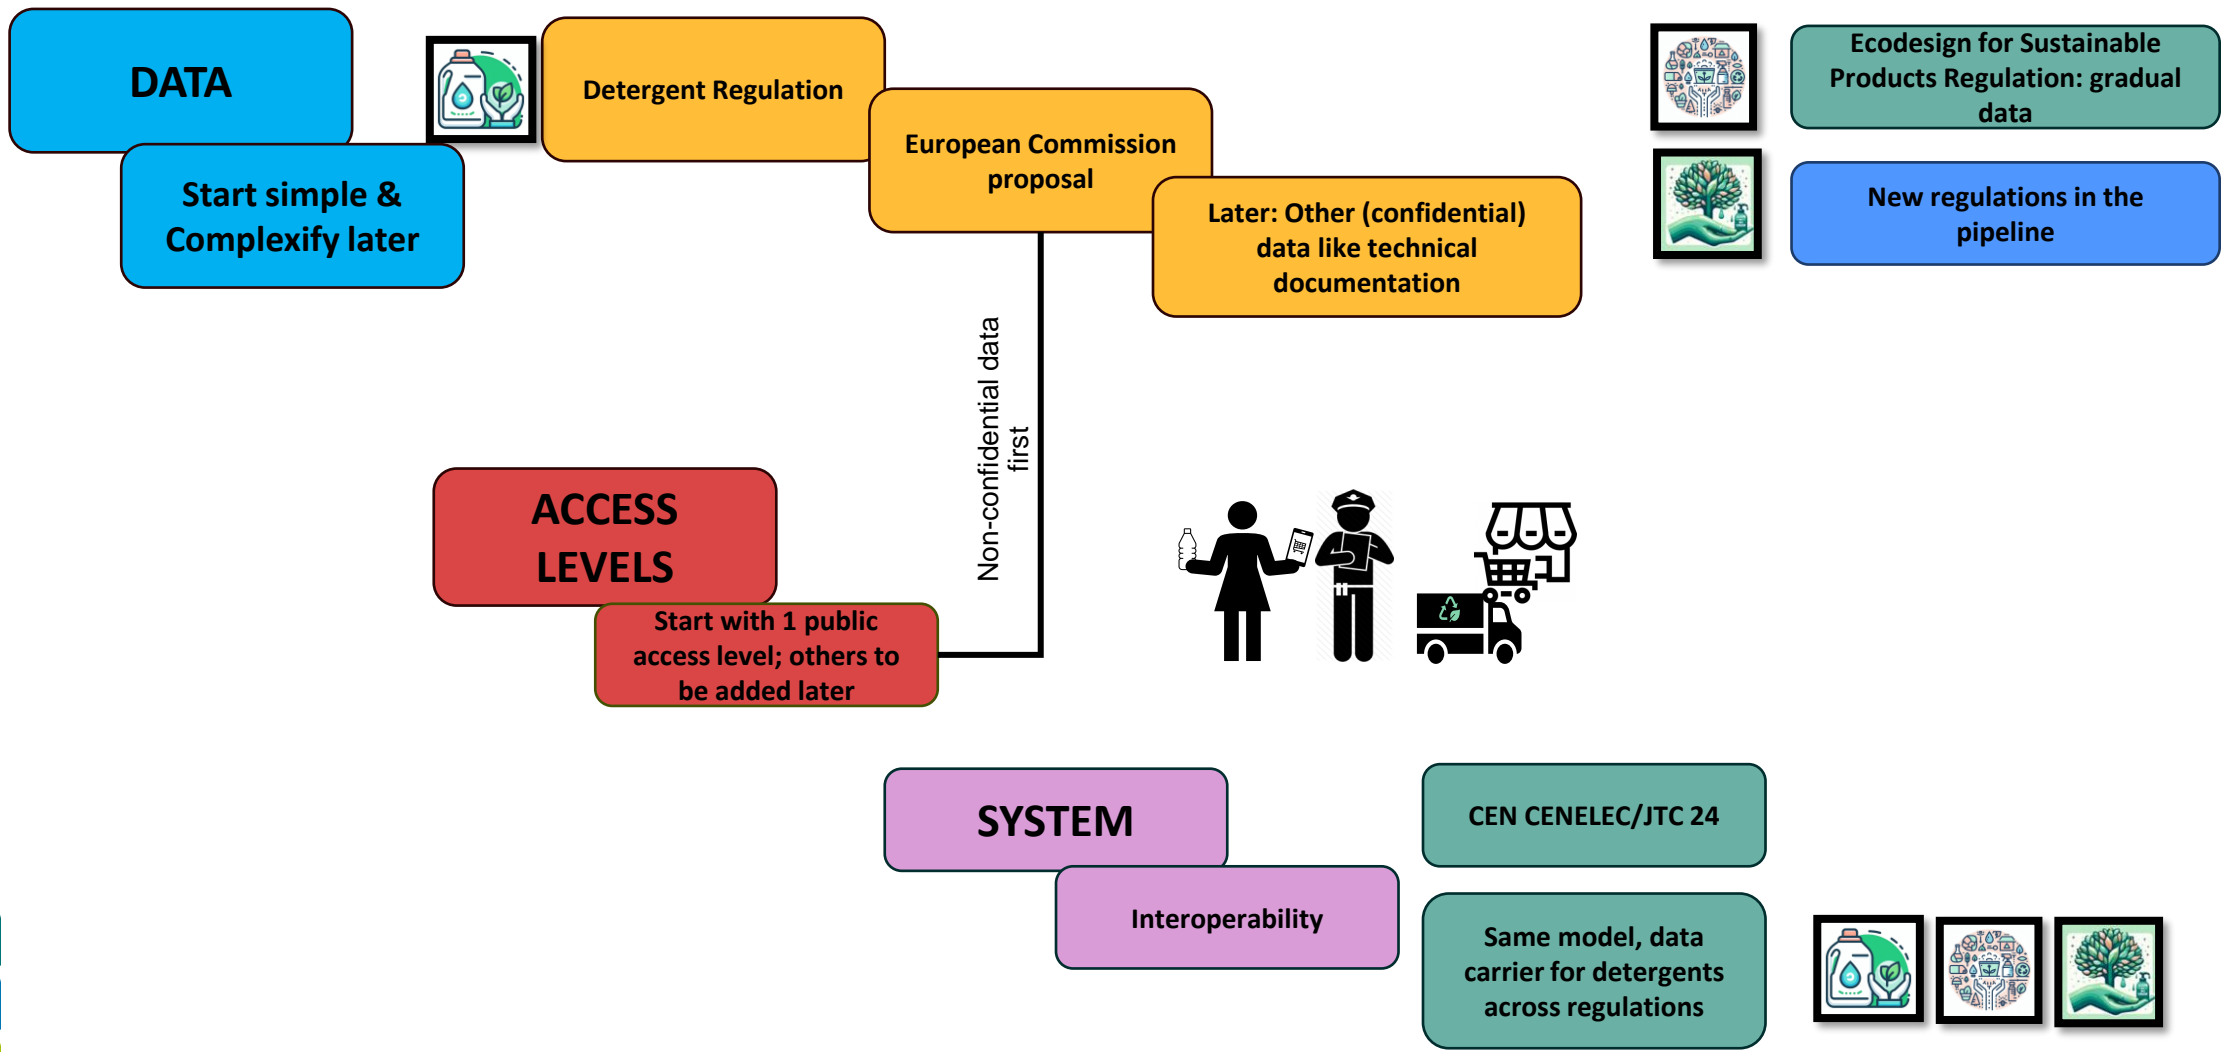 DATA
Start simple &
Complexify later
Detergent Regulation
European Commission
proposal
Later: Other (confidential)
data like technical
documentation
Ecodesign for Sustainable
Products Regulation: gradual
data
New regulations in the
pipeline
Non-confidential data
first
ACCESS
LEVELS
Start with 1 public
access level; others to
be added later
SYSTEM
Interoperability
CEN CENELEC/JTC 24
Same model, data
carrier for detergents
across regulations